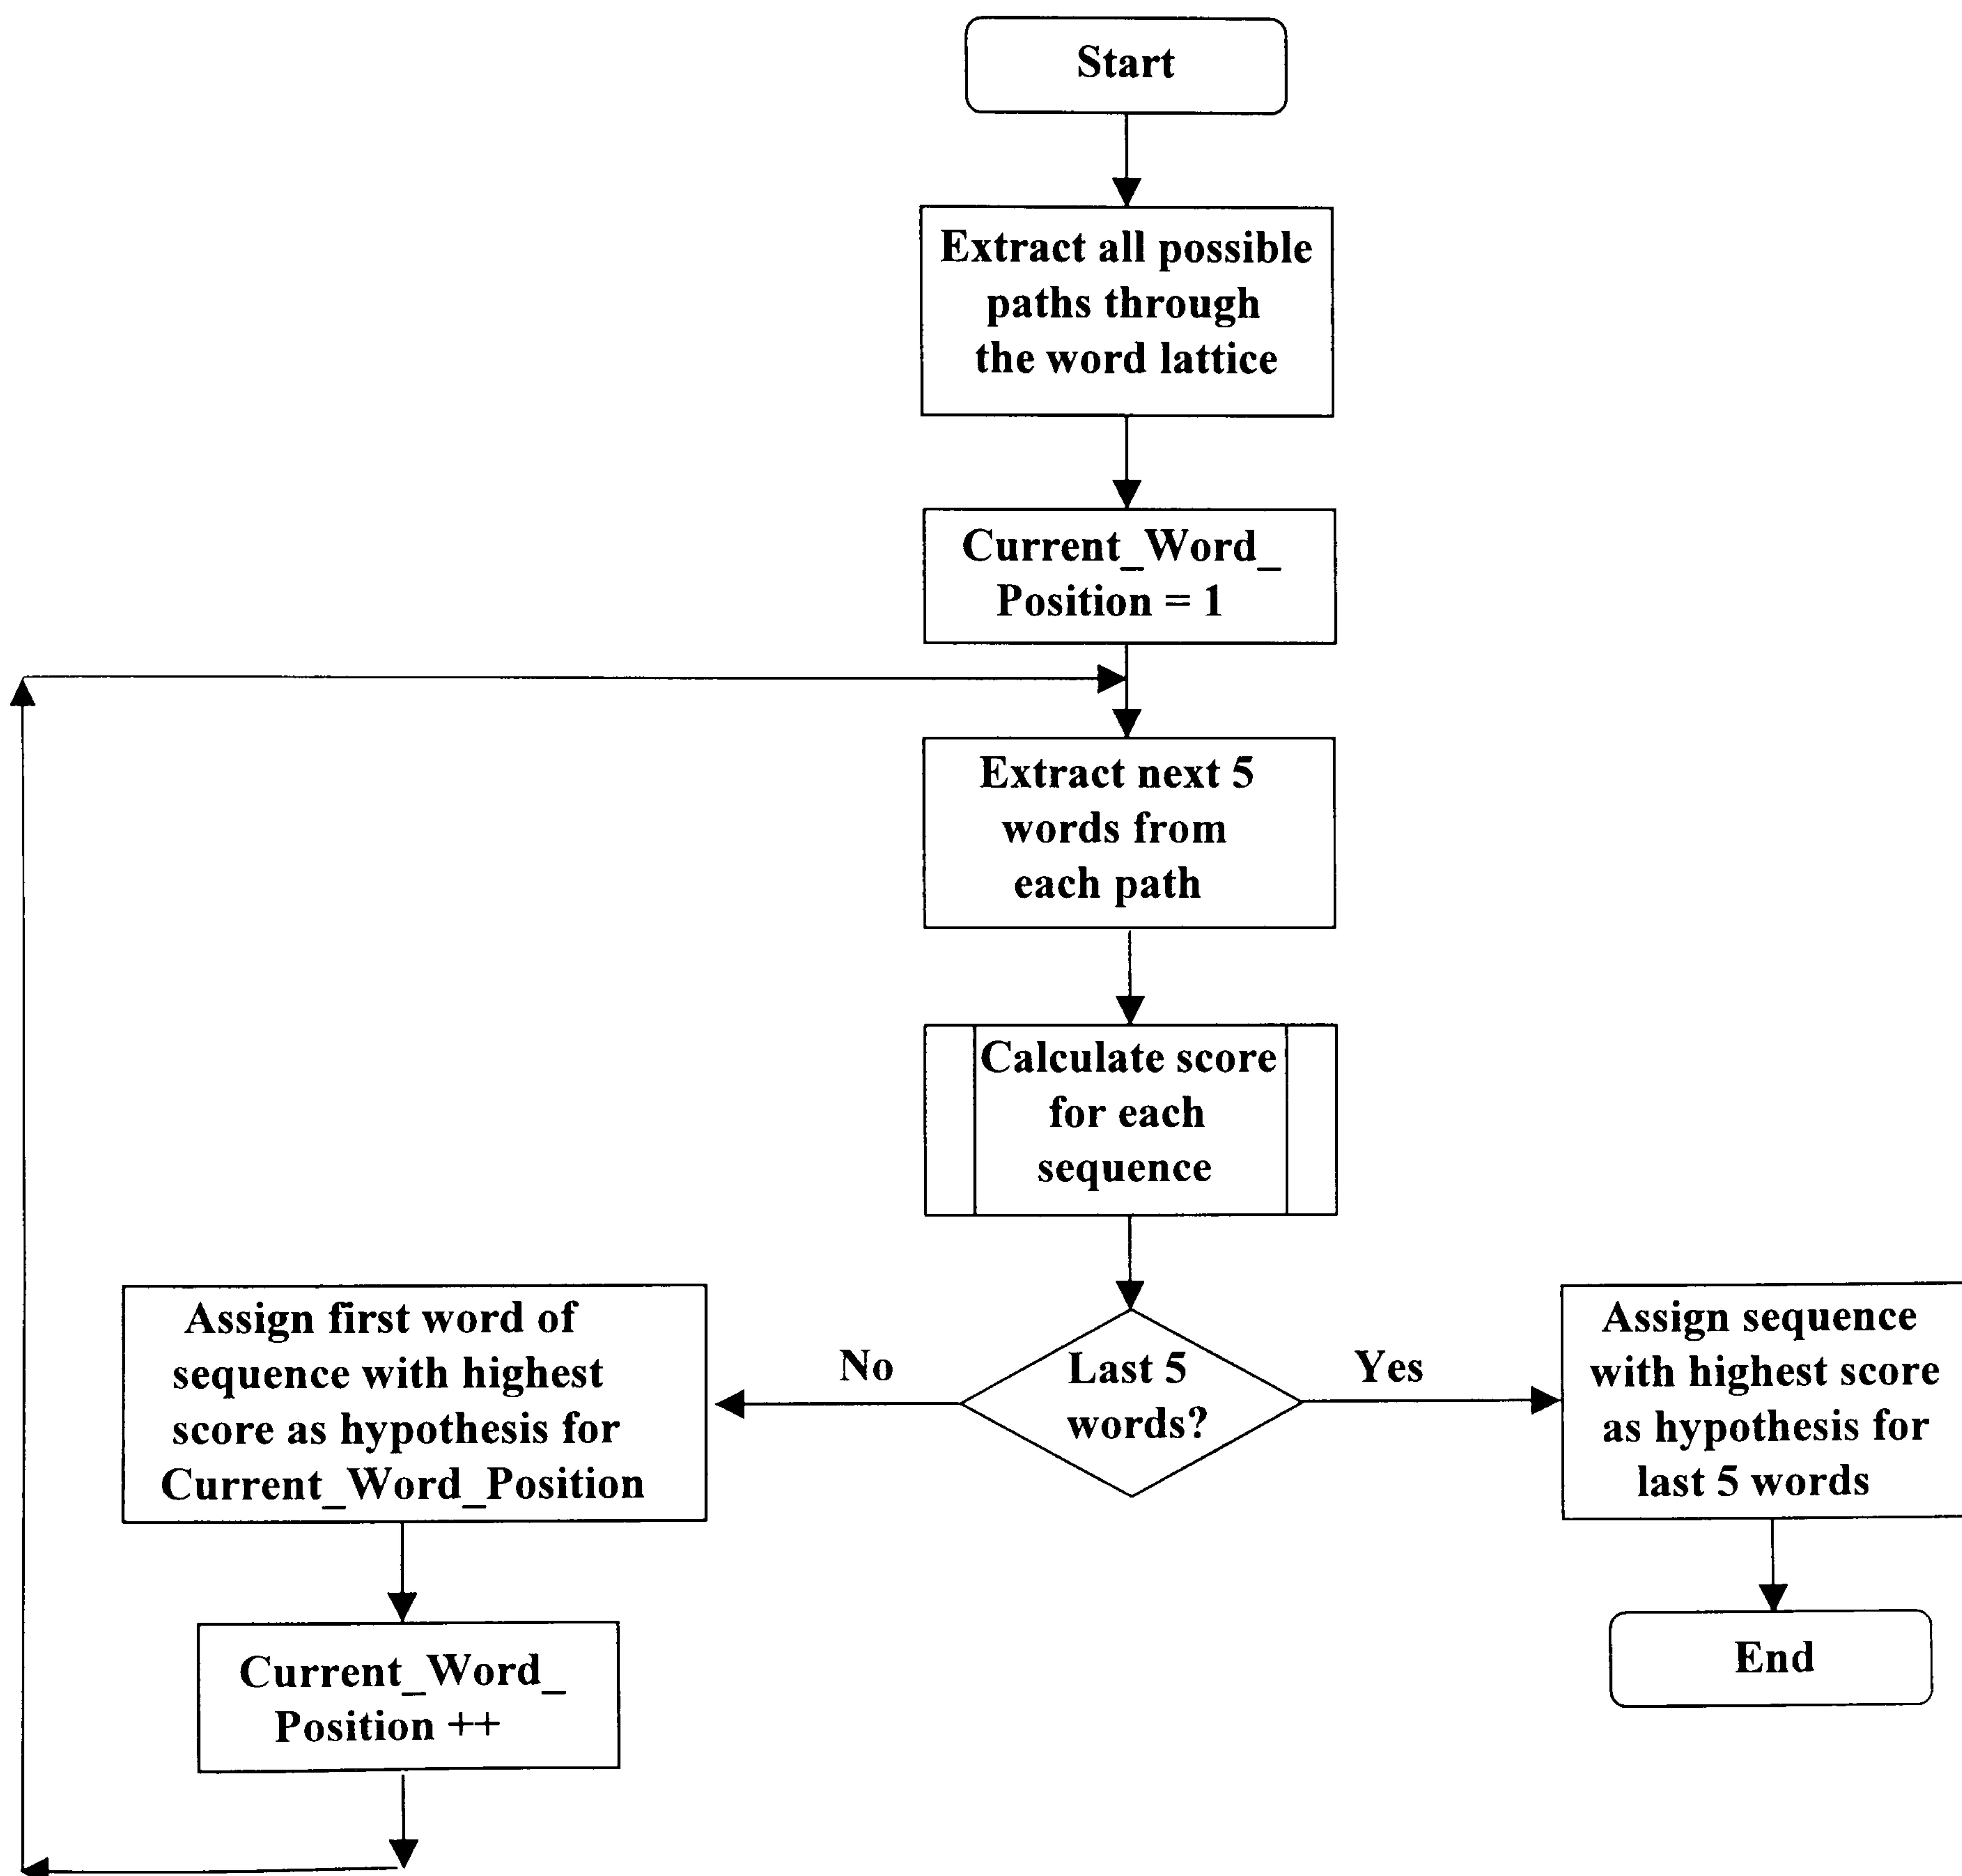 Start
Extract all possible
paths through
the word lattice
Current_Word_
Position = 1
Extract next 5
words from
each path
Calculate score
for each
sequence
Last 5
words?
No
Yes
Assign first word of
sequence with highest
score as hypothesis for
Current_Word_Position
Current_Word_
Position ++
Assign sequence
with highest score
as hypothesis for
last 5 words
End